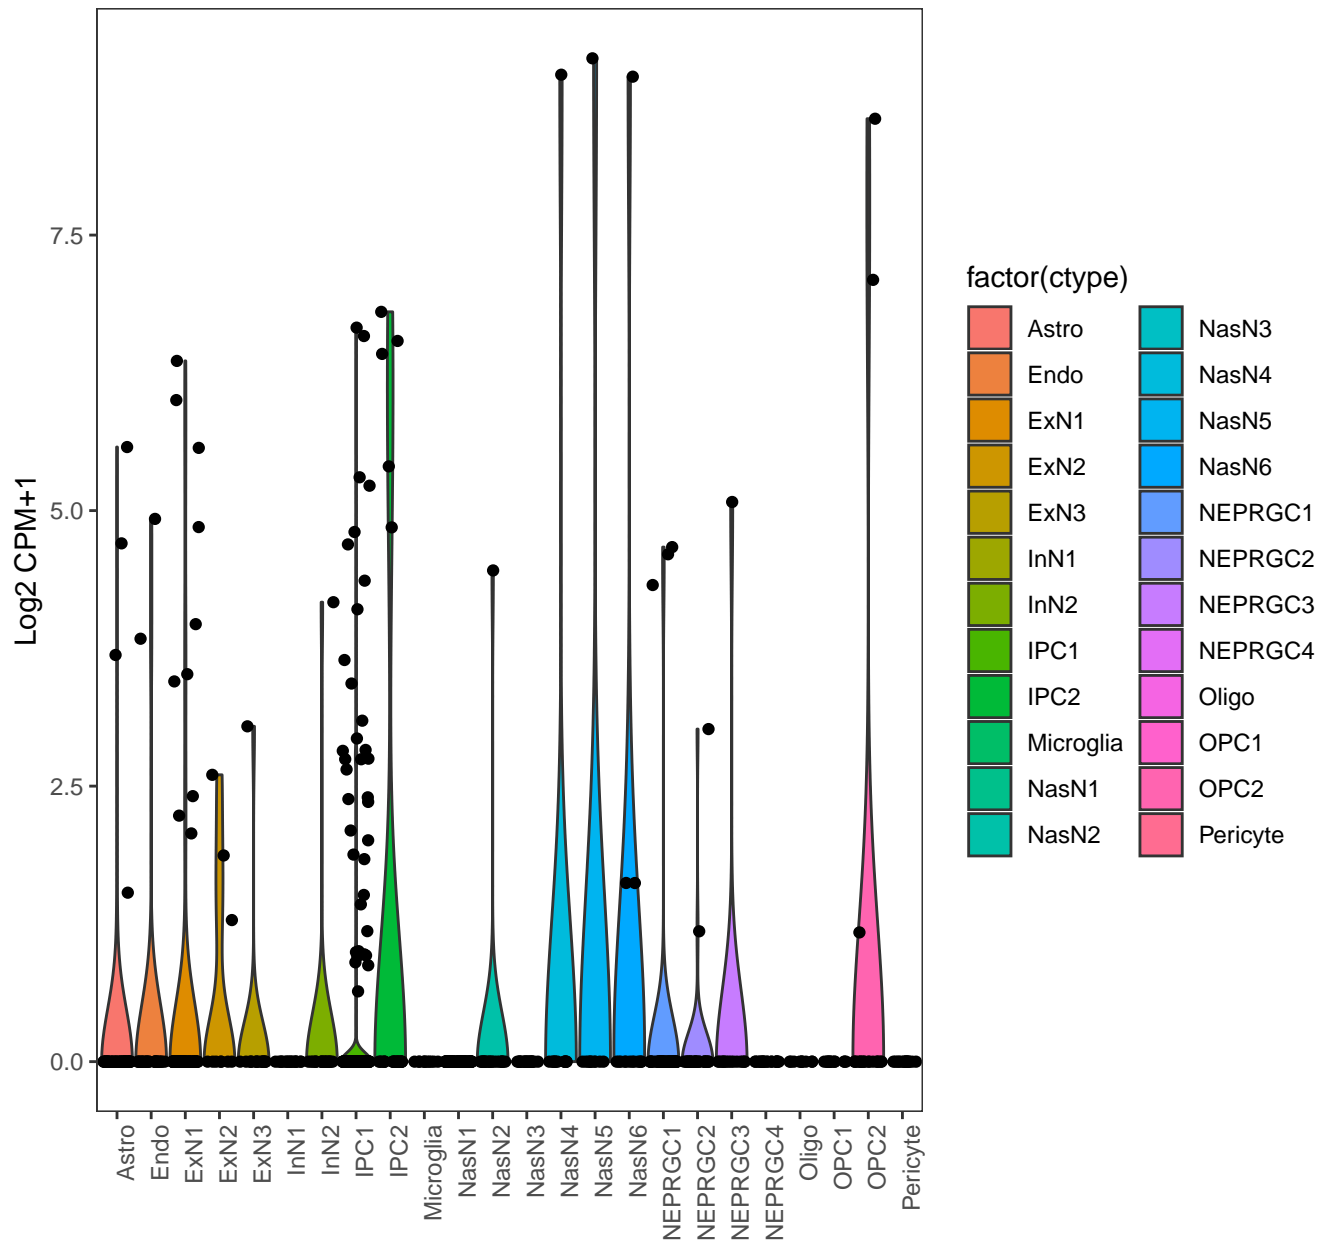 7.5
5.0
2.5
0.0
Log2 CPM+1
Astro
Endo
ExN1
ExN2
ExN3
InN1
InN2
IPC1
IPC2
Microglia
NasN1
NasN2
NasN3
NasN4
NasN5
NasN6
NEPRGC1
NEPRGC2
NEPRGC3
NEPRGC4
Oligo
OPC1
OPC2
Pericyte
factor(ctype)
Astro
Endo
ExN1
ExN2
ExN3
InN1
InN2
IPC1
IPC2
Microglia
NasN1
NasN2
NasN3
NasN4
NasN5
NasN6
NEPRGC1
NEPRGC2
NEPRGC3
NEPRGC4
Oligo
OPC1
OPC2
Pericyte